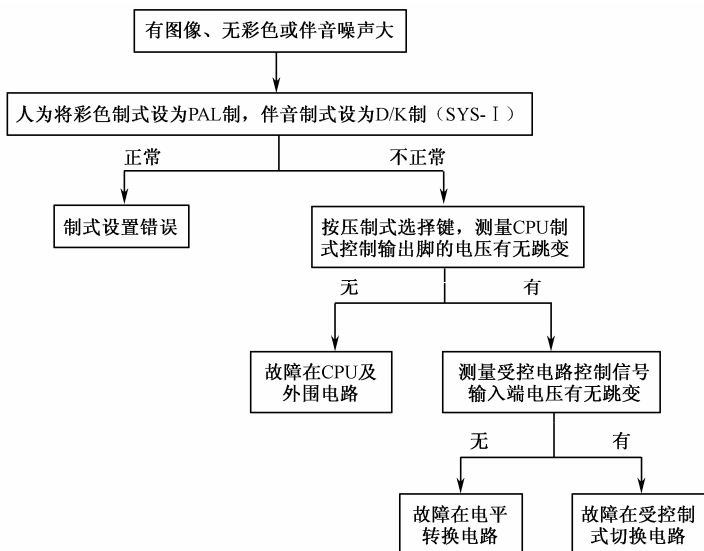 有图像、无彩色或伴音噪声大
人为将彩色制式设为PAL制，伴音制式设为D/K制（SYS-Ⅰ）
正常
不正常
制式设置错误
按压制式选择键，测量CPU制
式控制输出脚的电压有无跳变
无
有
故障在CPU及
外围电路
测量受控电路控制信号
输入端电压有无跳变
无
有
故障在电平
转换电路
故障在受控制
式切换电路